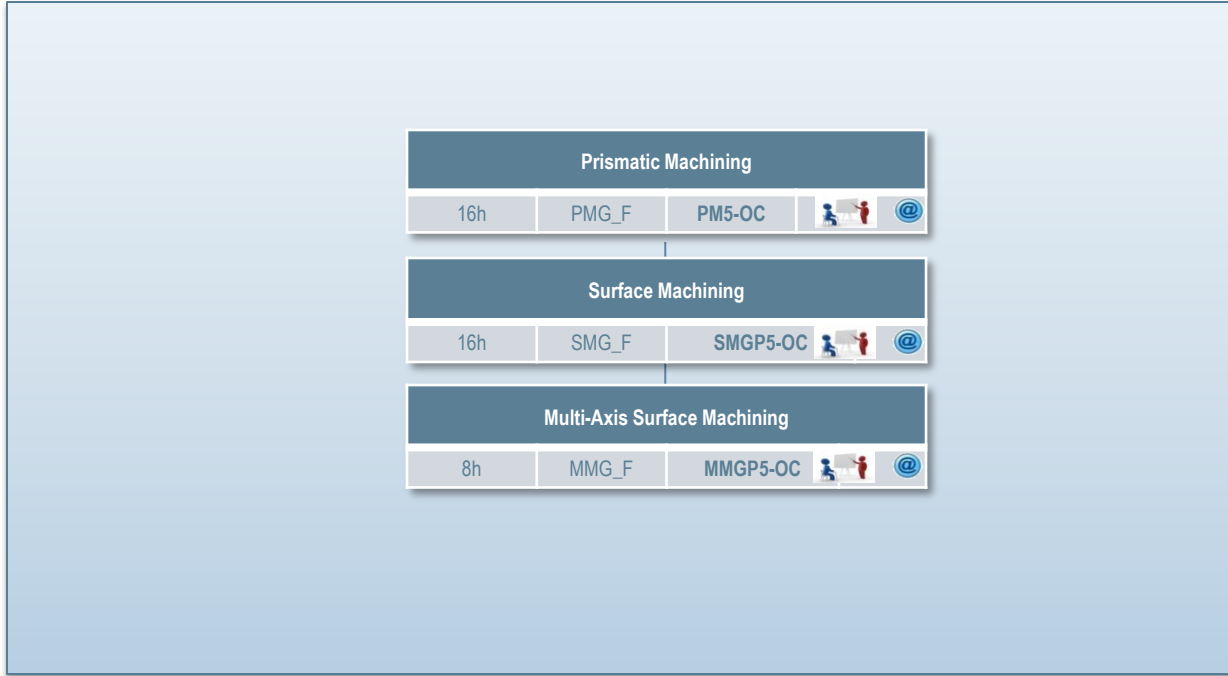 Prismatic Machining
16h PMG_F PM5-OC @
Surface Machining
16h SMG_F SMGP5-OC @
Multi-Axis Surface Machining
8h MMG_F MMGP5-OC @